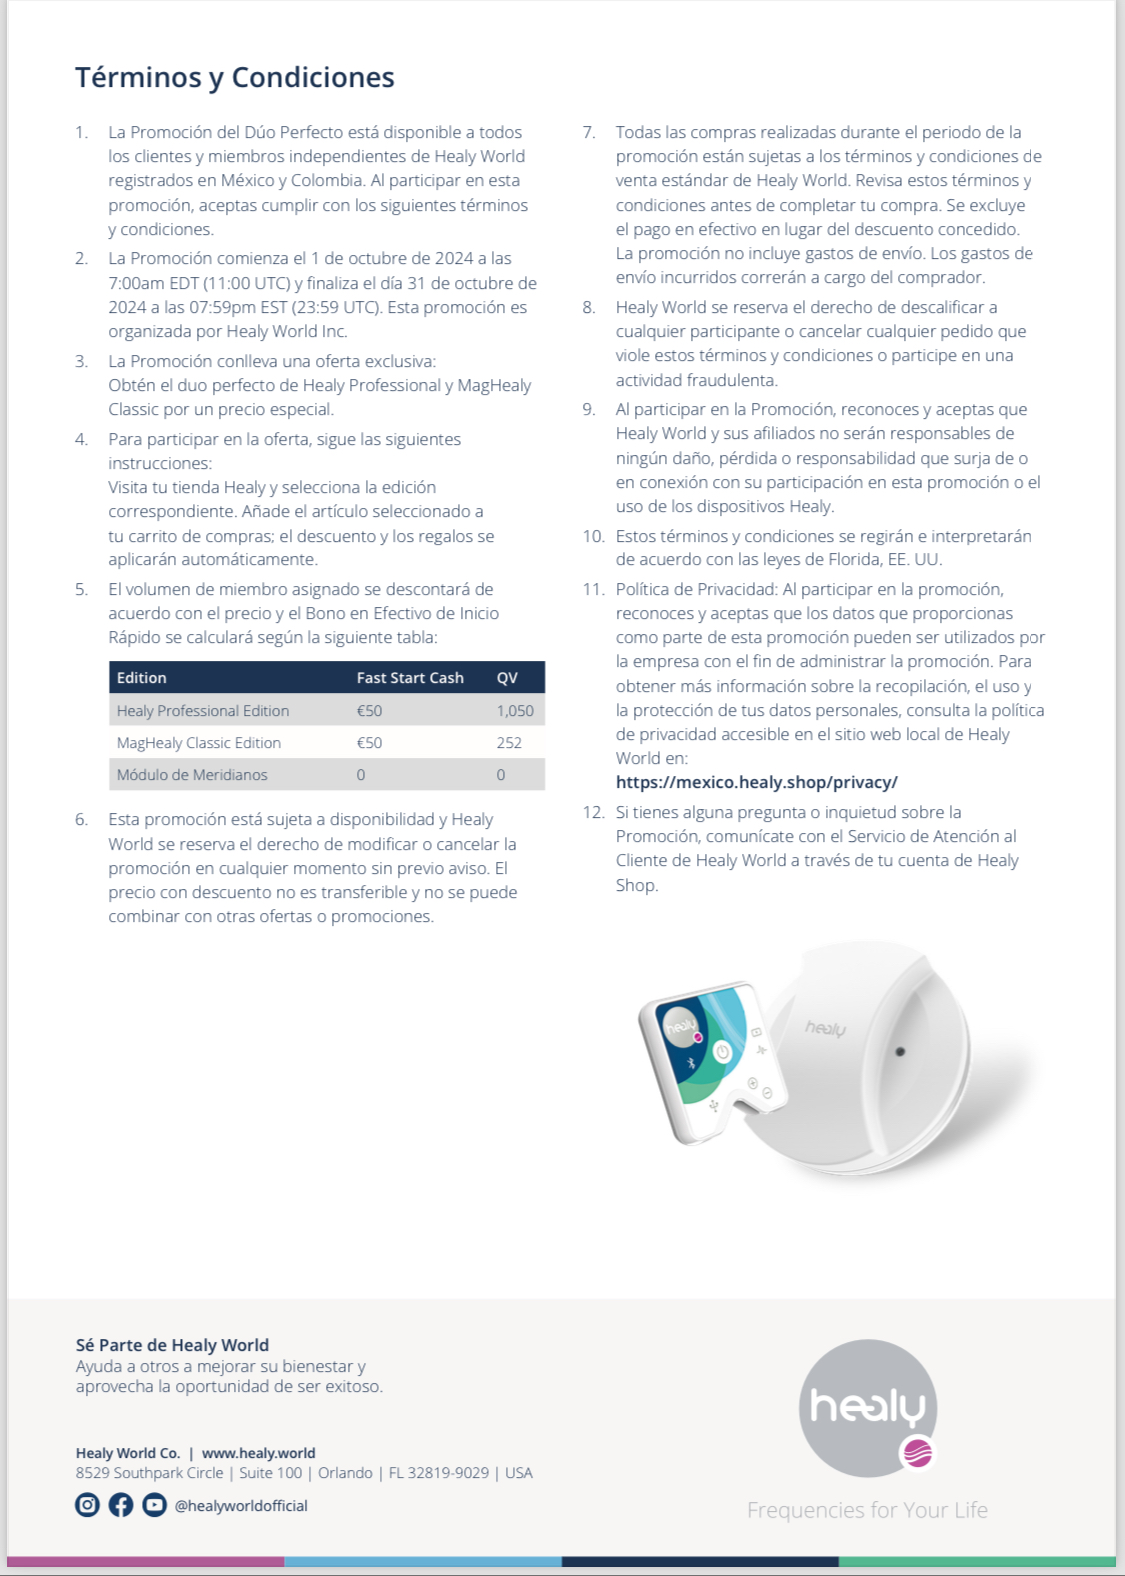 Términos y Condiciones
1. La Promoción del Dúo Perfecto está disponible a todos
los clientes y miembros independientes de Healy World
registrados en México y Colombia. Al participar en esta
promoción, aceptas cumplir con los siguientes términos
y condiciones.
2. La Promoción comienza el 1 de octubre de 2024 a las
7:00am EDT (11:00 UTC) y finaliza el día 31 de octubre de
2024 a las 07:59pm EST (23:59 UTC). Esta promoción es
organizada por Healy World Inc.
3. La Promoción conlleva una oferta exclusiva:
Obtén el duo perfecto de Healy Professional y MagHealy
Classic por un precio especial.
4. Para participar en la oferta, sigue las siguientes
instrucciones:
Visita tu tienda Healy y selecciona la edición
correspondiente. Añade el artículo seleccionado a
tu carrito de compras; el descuento y los regalos se
aplicarán automáticamente.
5. El volumen de miembro asignado se descontará de
acuerdo con el precio y el Bono en Efectivo de Inicio
Rápido se calculará según la siguiente tabla:
Edition Fast Start Cash QV
Healy Professional Edition €50 1,050
MagHealy Classic Edition €50 252
Módulo de Meridianos 0 0
6. Esta promoción está sujeta a disponibilidad y Healy
World se reserva el derecho de modificar o cancelar la
promoción en cualquier momento sin previo aviso. El
precio con descuento no es transferible y no se puede
combinar con otras ofertas o promociones.
7. Todas las compras realizadas durante el periodo de la
promoción están sujetas a los términos y condiciones de
venta estándar de Healy World. Revisa estos términos y
condiciones antes de completar tu compra. Se excluye
el pago en efectivo en lugar del descuento concedido.
La promoción no incluye gastos de envío. Los gastos de
envío incurridos correrán a cargo del comprador.
8. Healy World se reserva el derecho de descalificar a
cualquier participante o cancelar cualquier pedido que
viole estos términos y condiciones o participe en una
actividad fraudulenta.
9. Al participar en la Promoción, reconoces y aceptas que
Healy World y sus afiliados no serán responsables de
ningún daño, pérdida o responsabilidad que surja de o
en conexión con su participación en esta promoción o el
uso de los dispositivos Healy.
10. Estos términos y condiciones se regirán e interpretarán
de acuerdo con las leyes de Florida, EE. UU.
11. Política de Privacidad: Al participar en la promoción,
reconoces y aceptas que los datos que proporcionas
como parte de esta promoción pueden ser utilizados por
la empresa con el fin de administrar la promoción. Para
obtener más información sobre la recopilación, el uso y
la protección de tus datos personales, consulta la política
de privacidad accesible en el sitio web local de Healy
World en:
https://mexico.healy.shop/privacy/
12. Si tienes alguna pregunta o inquietud sobre la
Promoción, comunícate con el Servicio de Atención al
Cliente de Healy World a través de tu cuenta de Healy
Shop.
healy
healy
Sé Parte de Healy World
Ayuda a otros a mejorar su bienestar y
aprovecha la oportunidad de ser exitoso.
Healy World Co. | www.healy.world
8529 Southpark Circle | Suite 100 | Orlando | FL 32819-9029 | USA
@healyworldofficial
healy
Frequencies for Your Life